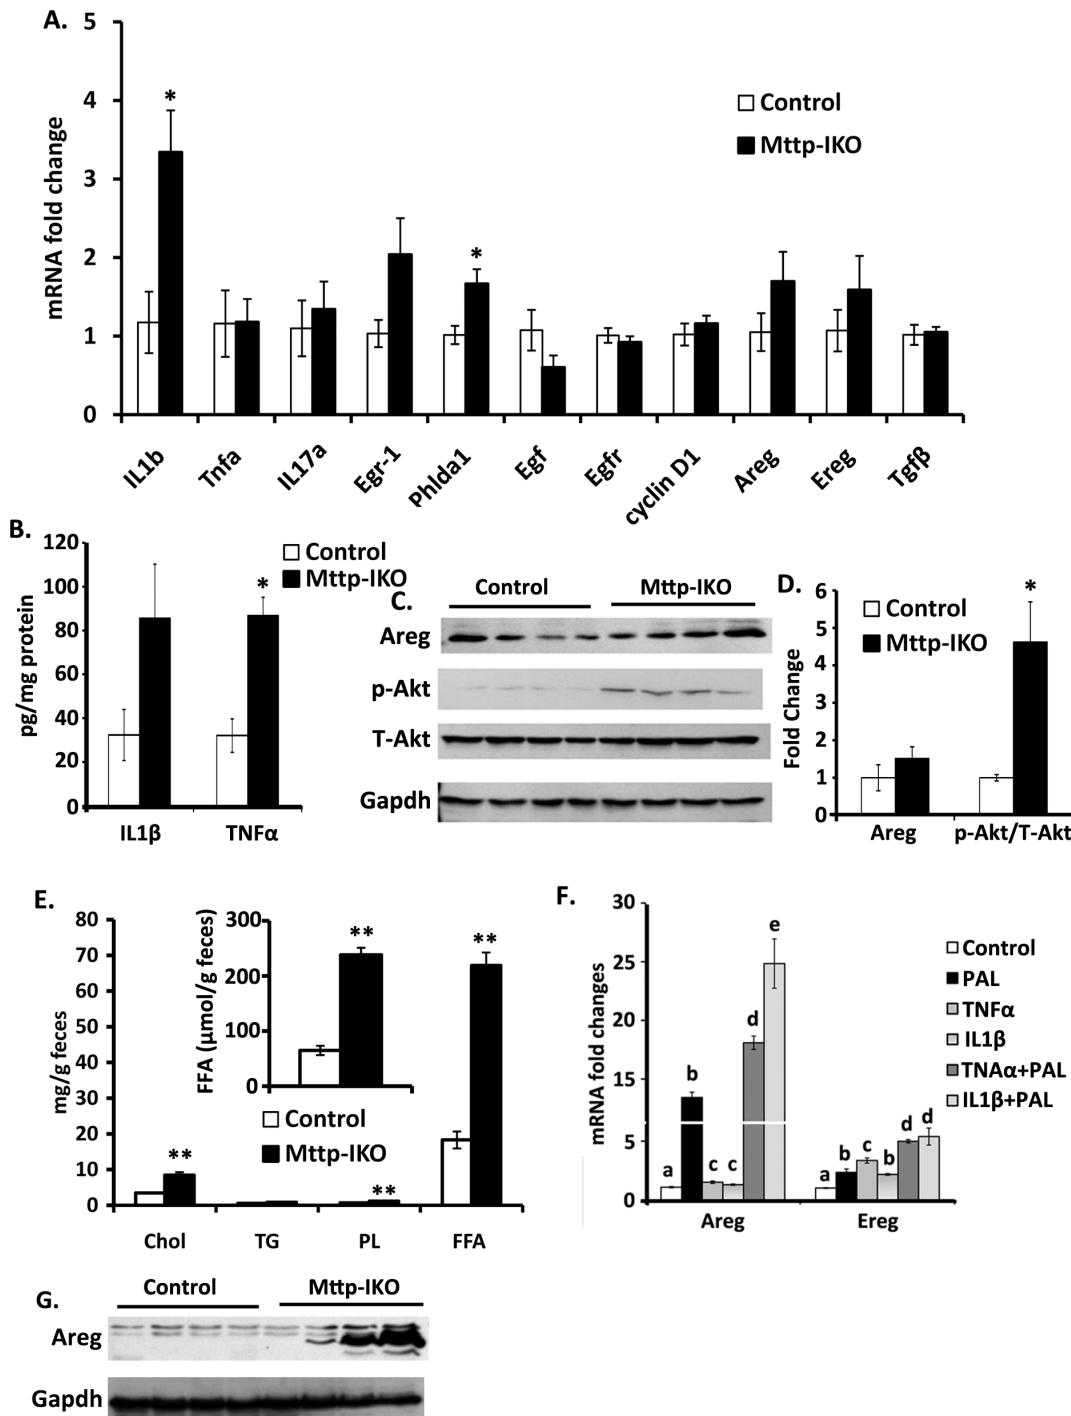 A.
5
4
3
2
1
0
mRNA fold change
*
*
Control
Mttp-IKO
IL1b
Tnfa
IL17a
Egr-1
Phlda1
Egf
Egfr
cyclin D1
Areg
Ereg
Tgfβ
B.
120
100
80
60
40
20
0
pg/mg protein
Control
Mttp-IKO
*
IL1β
TNFα
C.
Control
Mttp-IKO
Areg
p-Akt
T-Akt
Gapdh
D.
6
5
4
3
2
1
0
Fold Change
Control
Mttp-IKO
*
Areg
p-Akt/T-Akt
E.
80
70
60
50
40
30
20
10
0
mg/g feces
300
200
100
0
FFA (μmol/g feces)
**
**
**
**
Control
Mttp-IKO
Chol
TG
PL
FFA
F.
30
25
20
15
5
0
mRNA fold changes
a
b
c
c
d
e
a
b
c
b
d
d
Control
PAL
TNFα
IL1β
TNAα+PAL
IL1β+PAL
Areg
Ereg
G.
Control
Mttp-IKO
Areg
Gapdh